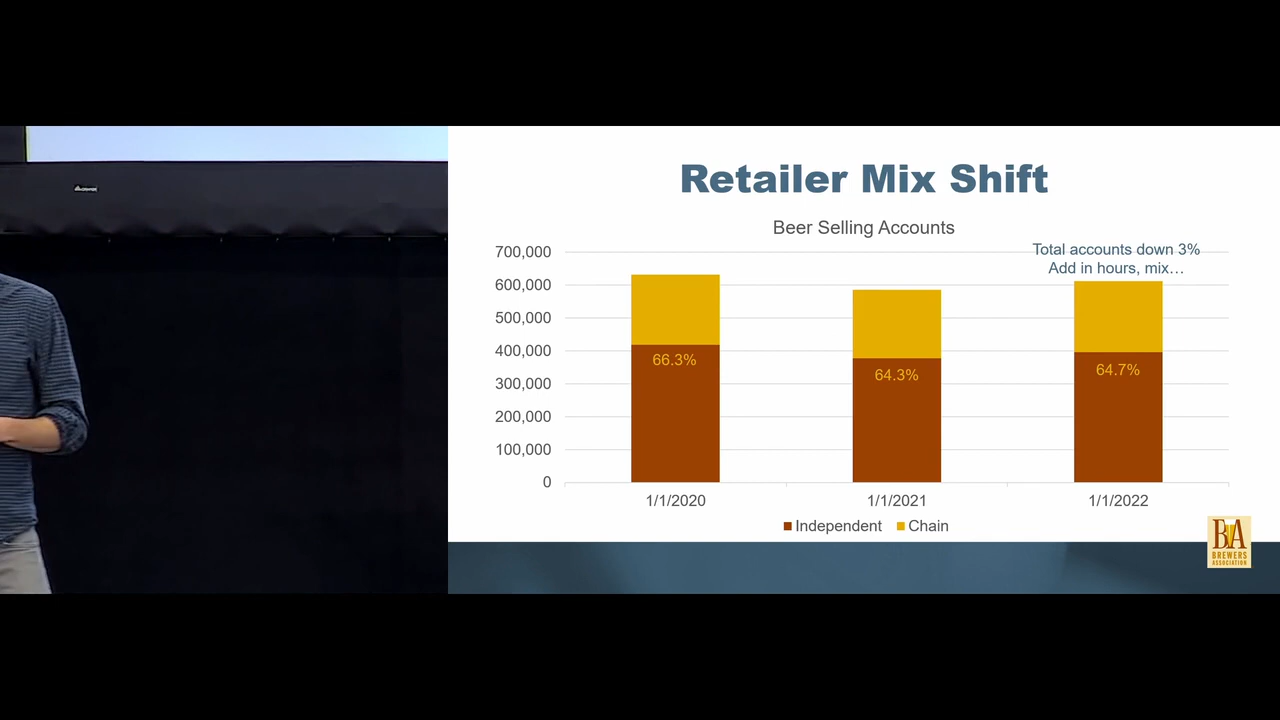 Retailer Mix Shift
Beer Selling Accounts
Total accounts down 3%
Add in hours, mix…
700,000
600,000
500,000
400,000
300,000
200,000
100,000
0
66.3%
64.3%
64.7%
1/1/2020
1/1/2021
1/1/2022
Independent
Chain
BA
BREWERS
ASSOCIATION